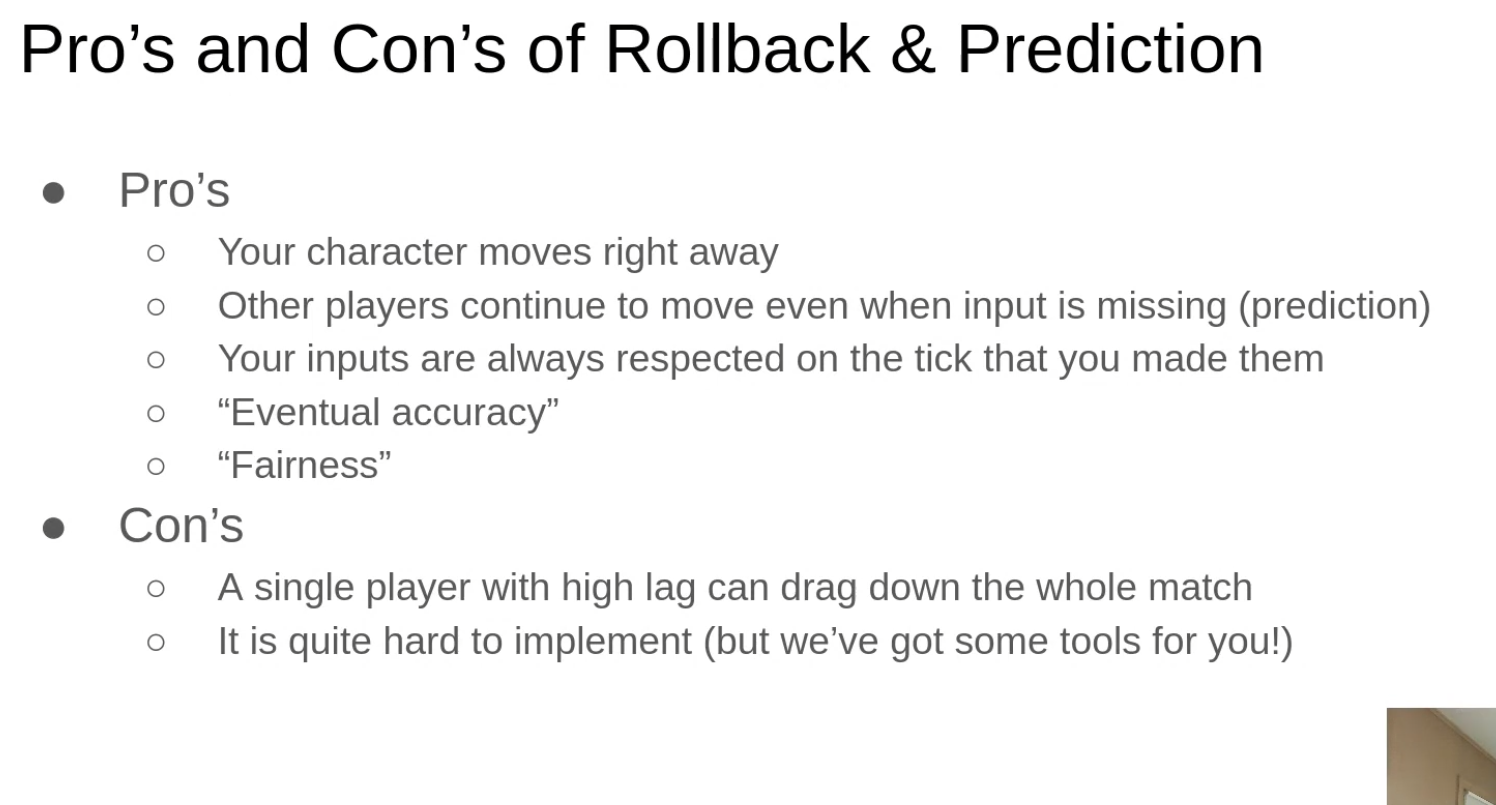 Pro’s and Con’s of Rollback & Prediction
● Pro’s
○ Your character moves right away
○ Other players continue to move even when input is missing (prediction)
○ Your inputs are always respected on the tick that you made them
○ “Eventual accuracy”
○ “Fairness”
● Con’s
○ A single player with high lag can drag down the whole match
○ It is quite hard to implement (but we’ve got some tools for you!)